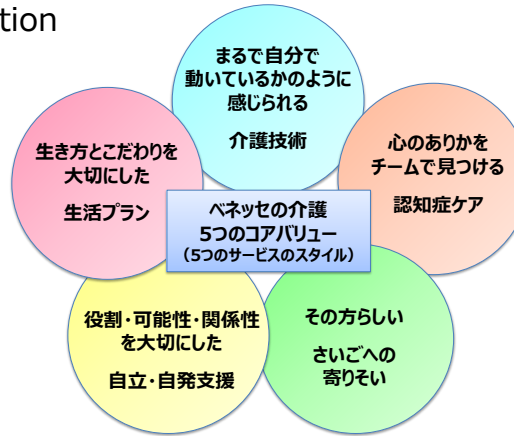 tion
まるで自分で
動いているかのように
感じられる
介護技術
心のありかを
チームで見つける
認知症ケア
生き方とこだわりを
大切にした
生活プラン
ベネッセの介護
5つのコアバリュー
（5つのサービスのスタイル）
役割・可能性・関係性
を大切にした
自立・自発支援
その方らしい
さいごへの
寄りそい